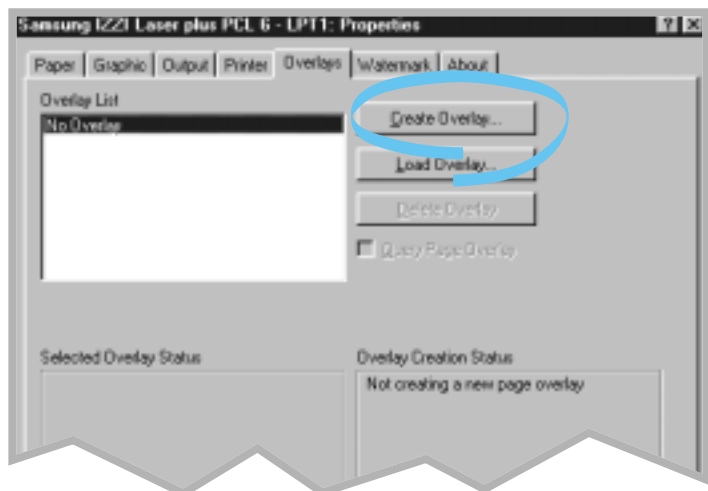 Samsung IZZI Laser plus PCL 6 - LPT1: Properties
Paper Graphic Output Printer Overlays Watermark About
Overlay List
No Overlay
Create Overlay...
Load Overlay...
Delete Overlay
Query Page Overlay
Selected Overlay Status
Overlay Creation Status
Not creating a new page overlay